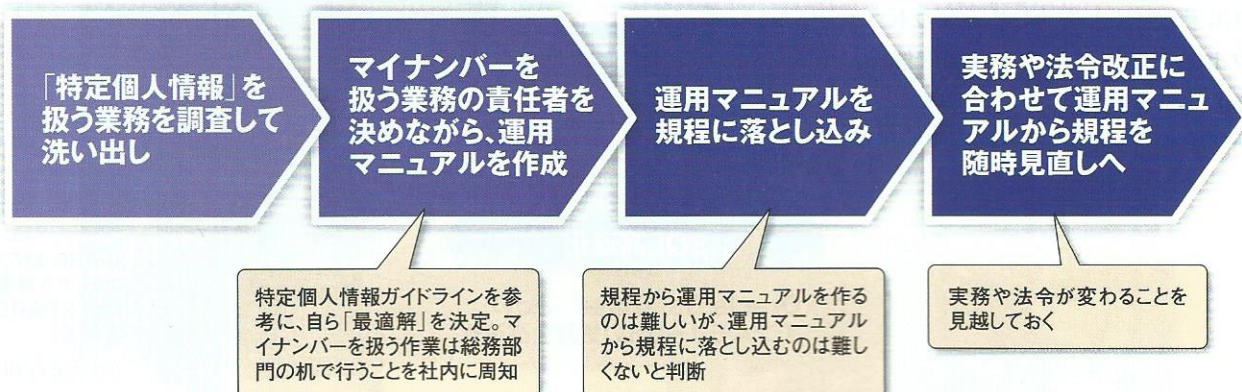 「特定個人情報」を
扱う業務を調査して
洗い出し
マイナンバーを
扱う業務の責任者を
決めながら、運用
マニュアルを作成
運用マニュアルを
規程に落とし込み
実務や法令改正に
合わせて運用マニュ
アルから規程を
随時見直しへ
特定個人情報ガイドラインを参
考に、自ら「最適解」を決定。マ
イナンバーを扱う作業は総務部
門の机で行うことを社内に周知
規程から運用マニュアルを作る
のは難しいが、運用マニュアル
から規程に落とし込むのは難し
くないと判断
実務や法令が変わることを
見越しておく